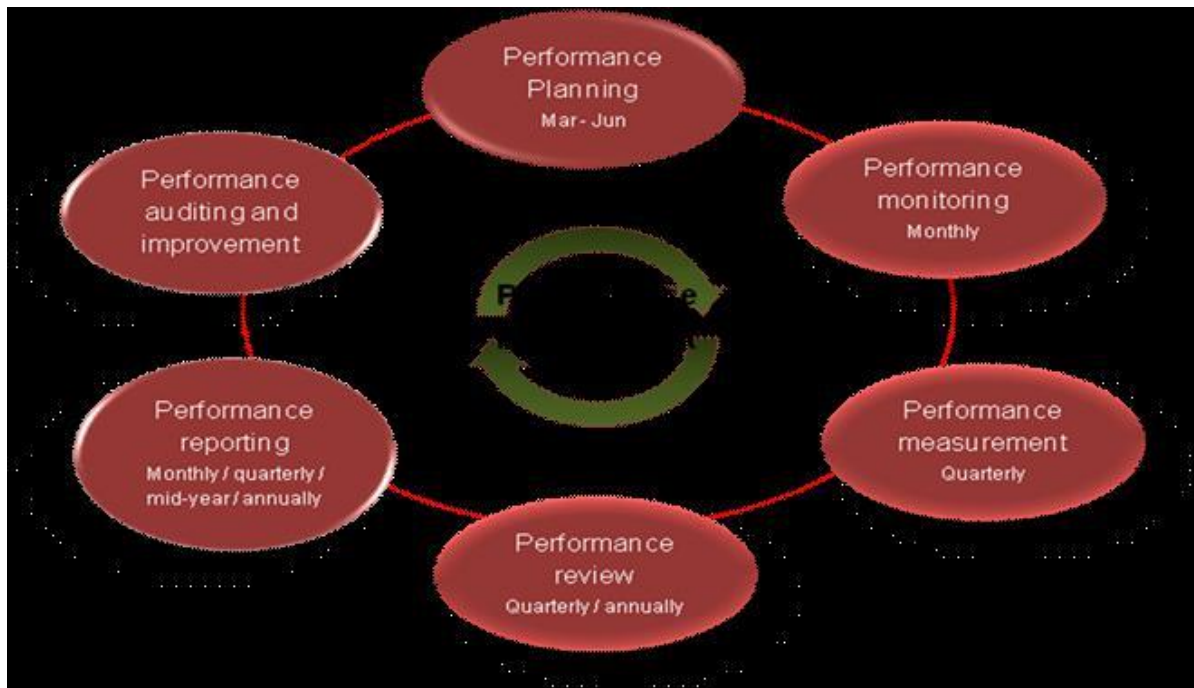 Performance
Planning
Mar- Jun
Performance
monitoring
Monthly
Performance
measurement
Quarterly
Performance
review
Quarterly / annually
Performance
reporting
Monthly / quarterly /
mid-year / annually
Performance
auditing and
improvement